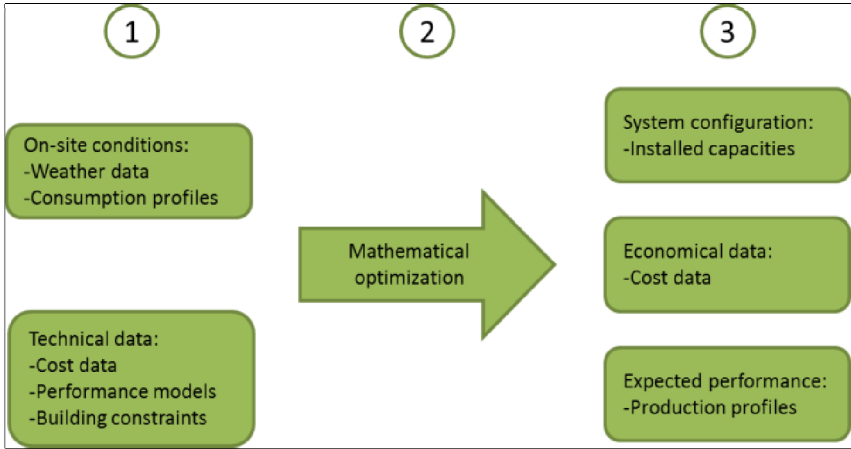 1
2
3
On-site conditions:
-Weather data
-Consumption profiles
Technical data:
-Cost data
-Performance models
-Building constraints
Mathematical
optimization
System configuration:
-Installed capacities
Economical data:
-Cost data
Expected performance:
-Production profiles